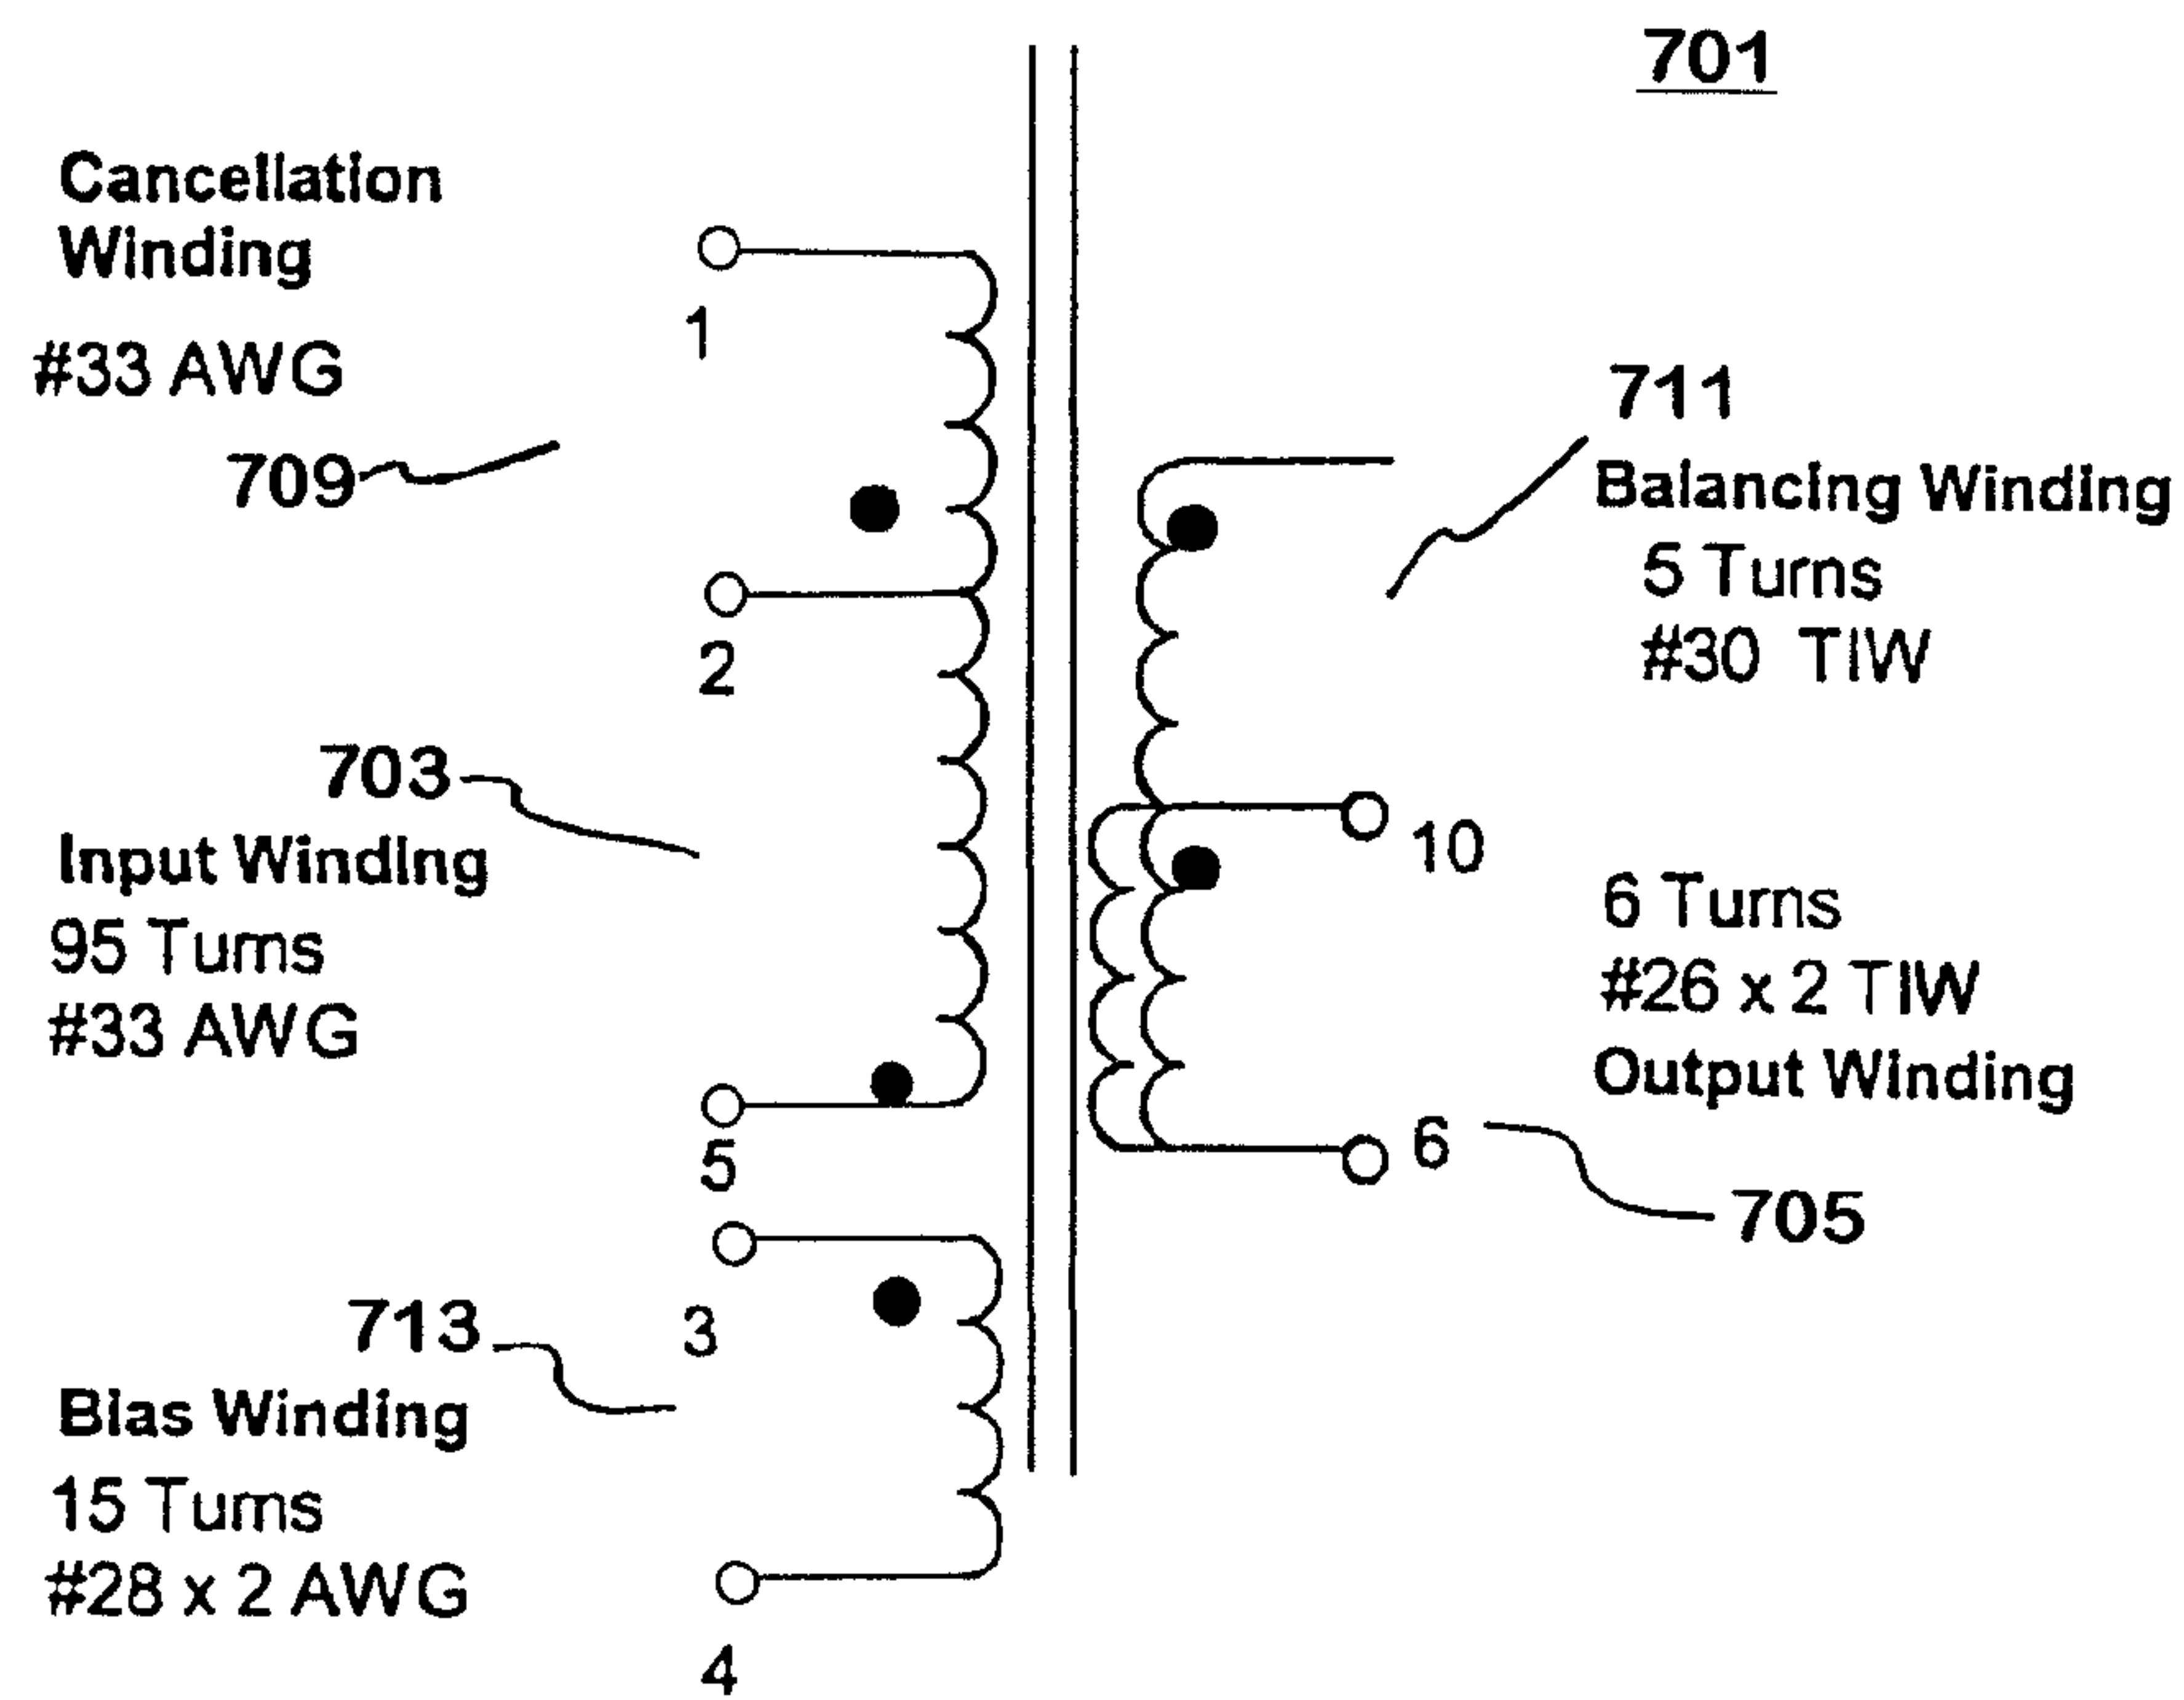 701
Cancellation
Winding
#33 AWG
709
1
2
703
Input Winding
95 Turns
#33 AWG
5
3
713
Bias Winding
15 Turns
#28 x 2 AWG
4
711
Balancing Winding
5 Turns
#30 TIW
10
6 Turns
#26 x 2 TIW
Output Winding
6
705